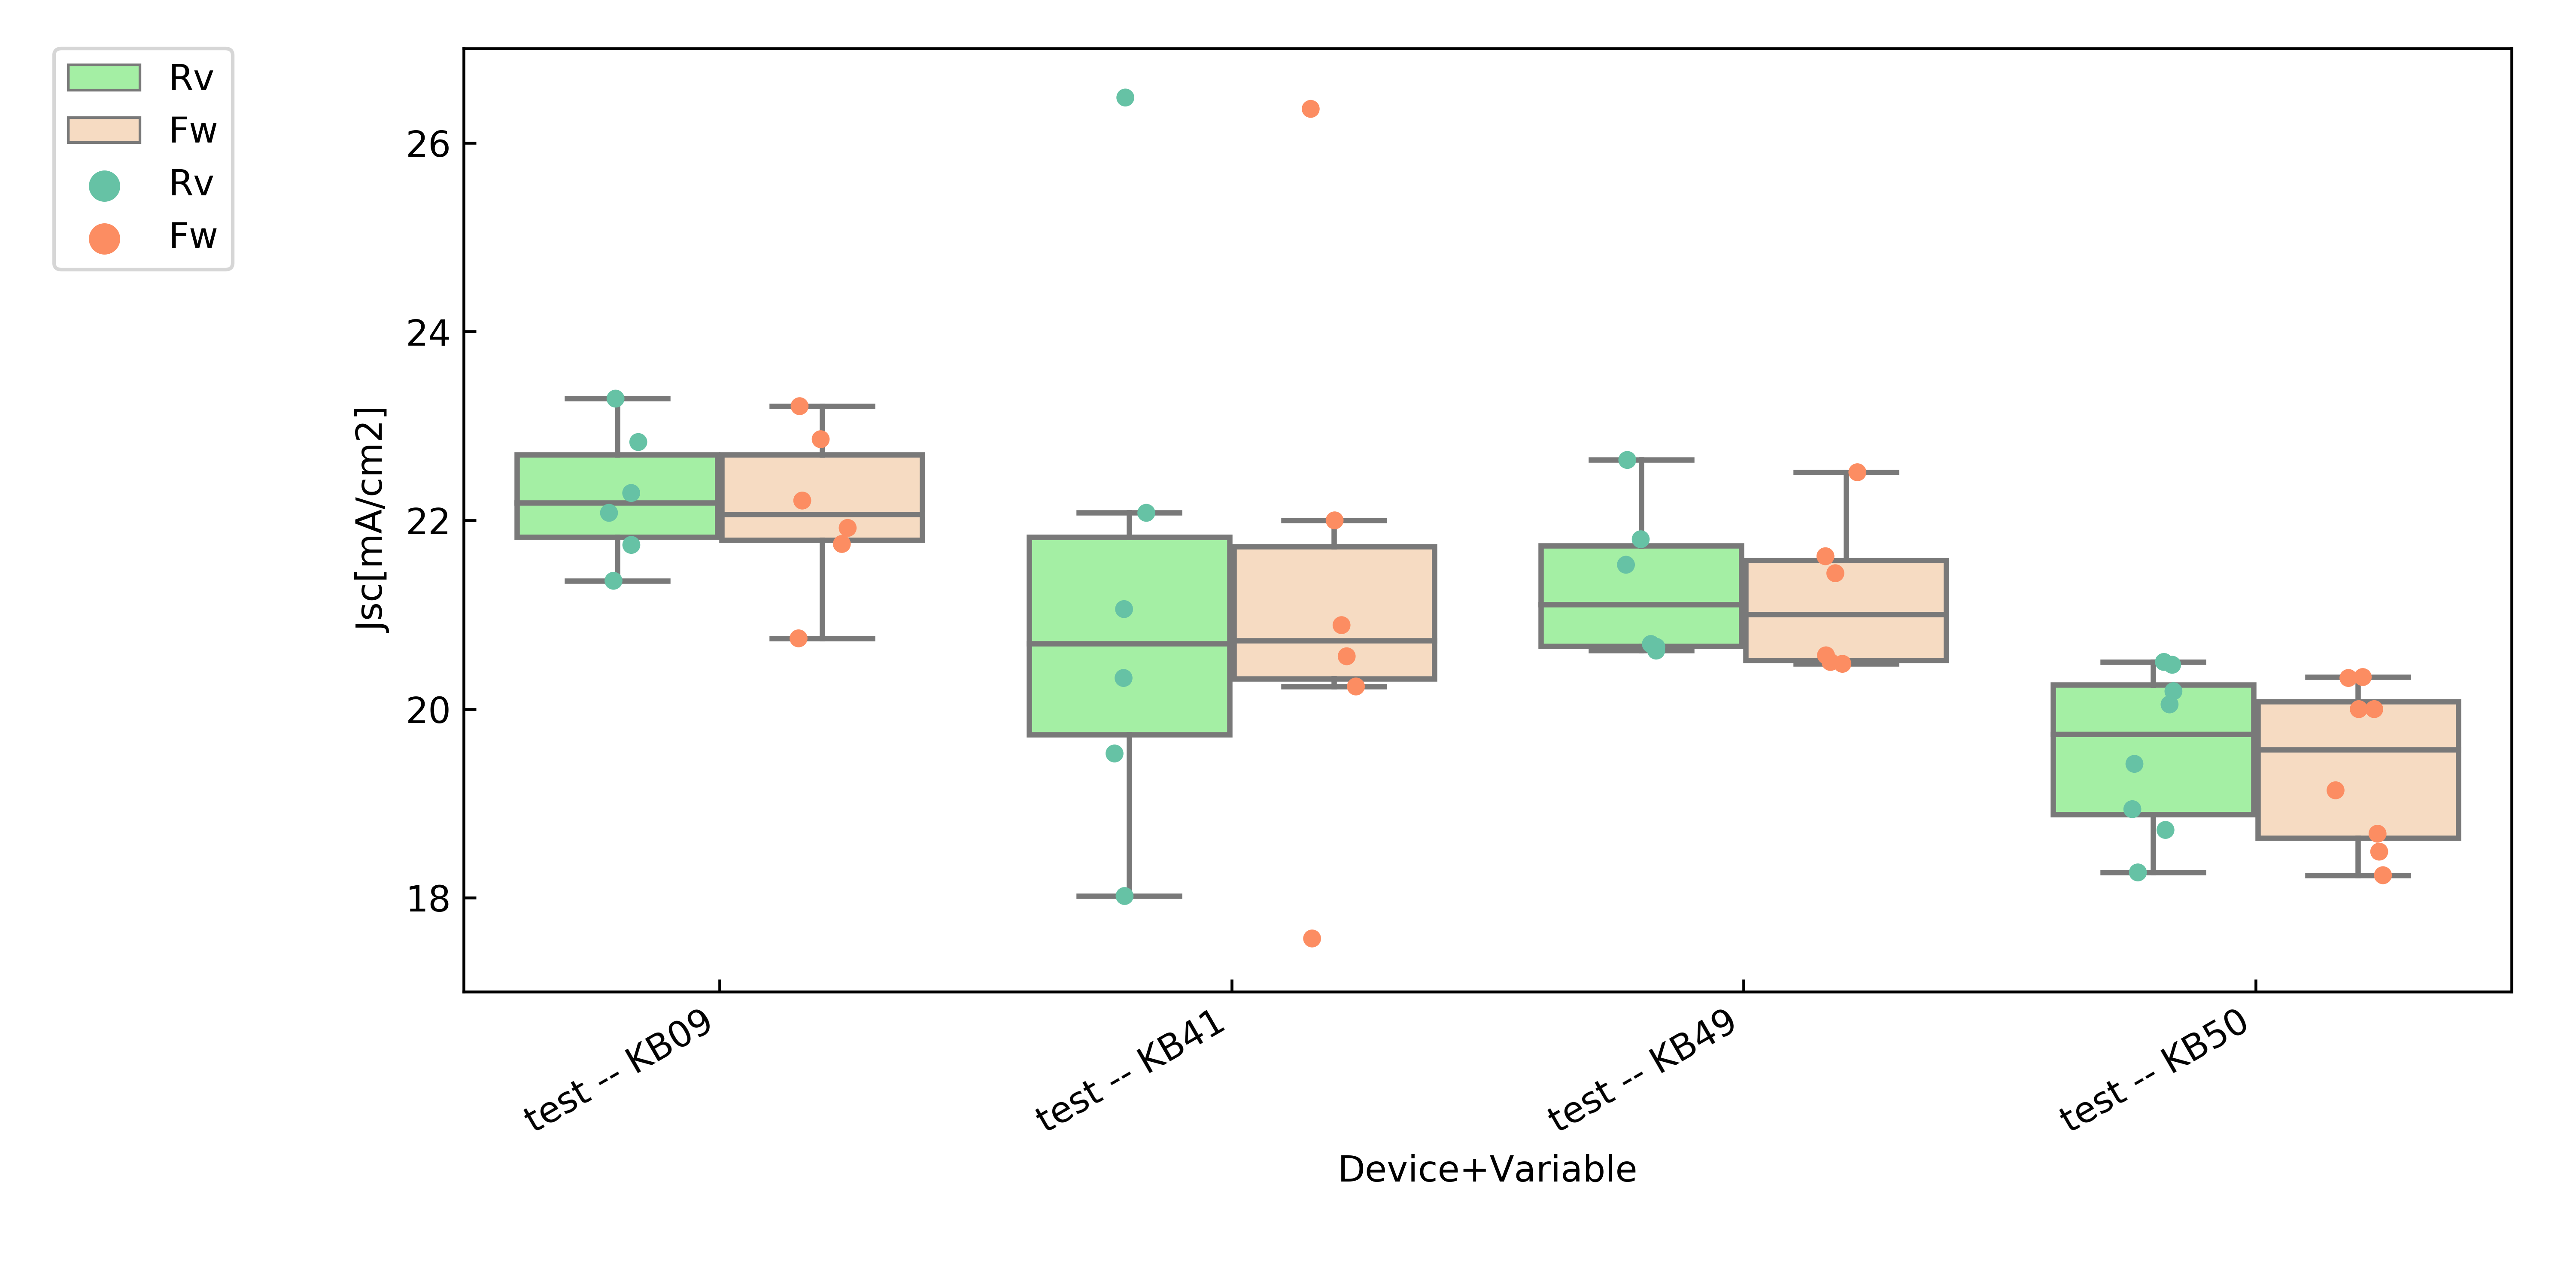 Rv
Fw
Rv
Fw
Jsc[mA/cm2]
26
24
22
20
18
test -- KB09
test -- KB41
test -- KB49
test -- KB50
Device+Variable